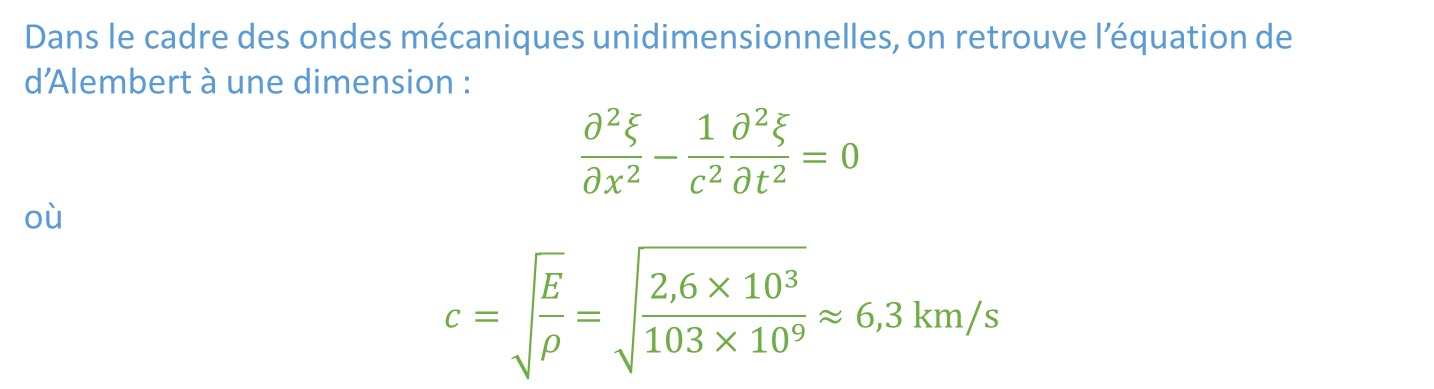 Dans le cadre des ondes mécaniques unidimensionnelles, on retrouve l’équation de
d’Alembert à une dimension :
∂²ξ/∂x² − 1/c² ∂²ξ/∂t² = 0
où
c = √(E/ρ) = √(2,6 × 10³/103 × 10⁹) ≈ 6,3 km/s